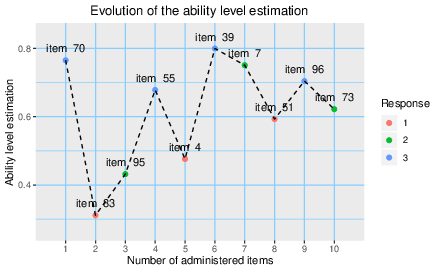 Evolution of the ability level estimation
item 70
item 39
item 7
item 55
item 96
item 73
item 51
item 4
item 95
item 83
0.8
0.6
0.4
Ability level estimation
1 2 3 4 5 6 7 8 9 10
Number of administered items
Response
1
2
3